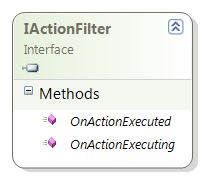 IActionFilter
Interface
Methods
OnActionExecuted
OnActionExecuting